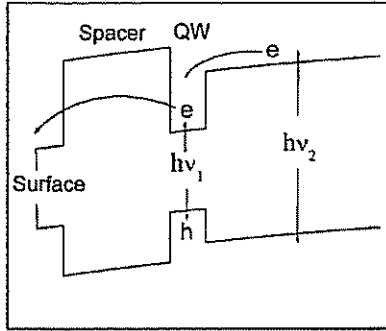 Spacer QW
e
e
Surface
hν₁
hν₂
h